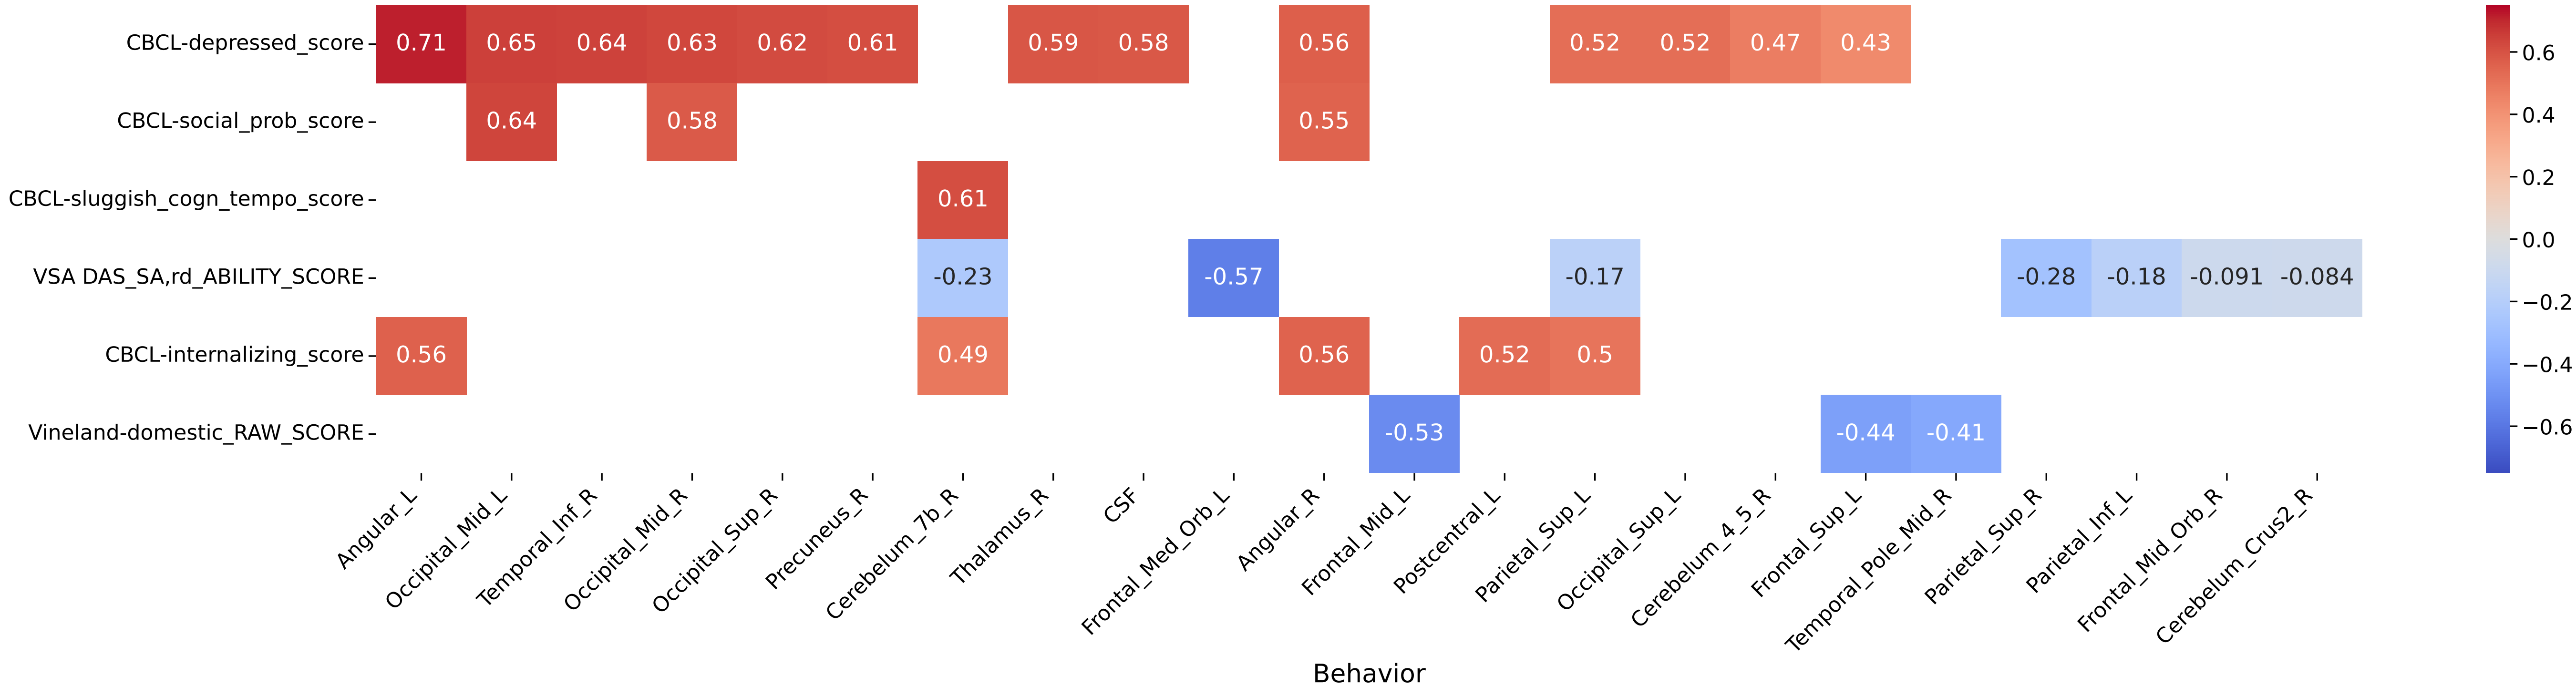 CBCL-depressed_score 0.71 0.65 0.64 0.63 0.62 0.61 0.59 0.58 0.56 0.52 0.52 0.47 0.43
CBCL-social_prob_score 0.64 0.58 0.55
CBCL-sluggish_cogn_tempo_score 0.61
VSA DAS_SA,rd_ABILITY_SCORE -0.23 -0.57 -0.17 -0.28 -0.18 -0.091 -0.084
CBCL-internalizing_score 0.56 0.49 0.56 0.52 0.5
Vineland-domestic_RAW_SCORE -0.53 -0.44 -0.41
Angular_L
Occipital_Mid_L
Temporal_Inf_R
Occipital_Mid_R
Occipital_Sup_R
Precuneus_R
Cerebelum_7b_R
Thalamus_R
CSF
Frontal_Med_Orb_L
Angular_R
Frontal_Mid_L
Postcentral_L
Parietal_Sup_L
Occipital_Sup_L
Cerebelum_4_5_R
Frontal_Sup_L
Temporal_Pole_Mid_R
Parietal_Sup_R
Parietal_Inf_L
Frontal_Mid_Orb_R
Cerebelum_Crus2_R
Behavior
0.6
0.4
0.2
0.0
−0.2
−0.4
−0.6